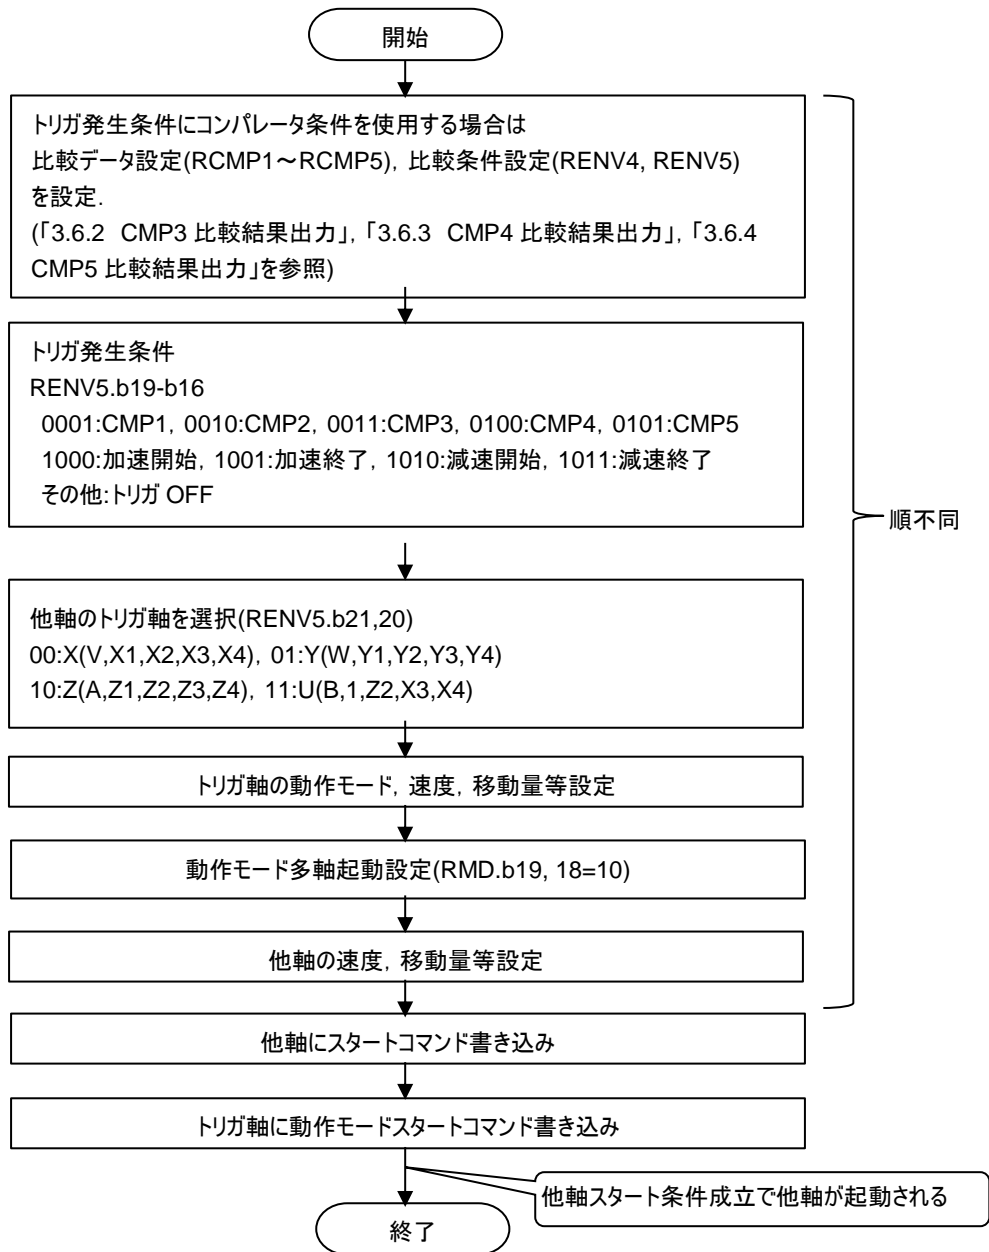 開始
トリガ発生条件にコンパレータ条件を使用する場合は
比較データ設定(RCMP1～RCMP5), 比較条件設定(RENV4, RENV5)
を設定.
(「3.6.2 CMP3 比較結果出力」, 「3.6.3 CMP4 比較結果出力」, 「3.6.4
CMP5 比較結果出力」を参照)
トリガ発生条件
RENV5.b19-b16
0001:CMP1, 0010:CMP2, 0011:CMP3, 0100:CMP4, 0101:CMP5
1000:加速開始, 1001:加速終了, 1010:減速開始, 1011:減速終了
その他:トリガ OFF
順不同
他軸のトリガ軸を選択(RENV5.b21,20)
00:X(V,X1,X2,X3,X4), 01:Y(W,Y1,Y2,Y3,Y4)
10:Z(A,Z1,Z2,Z3,Z4), 11:U(B,1,Z2,X3,X4)
トリガ軸の動作モード, 速度, 移動量等設定
動作モード多軸起動設定(RMD.b19, 18=10)
他軸の速度, 移動量等設定
他軸にスタートコマンド書き込み
トリガ軸に動作モードスタートコマンド書き込み
他軸スタート条件成立で他軸が起動される
終了